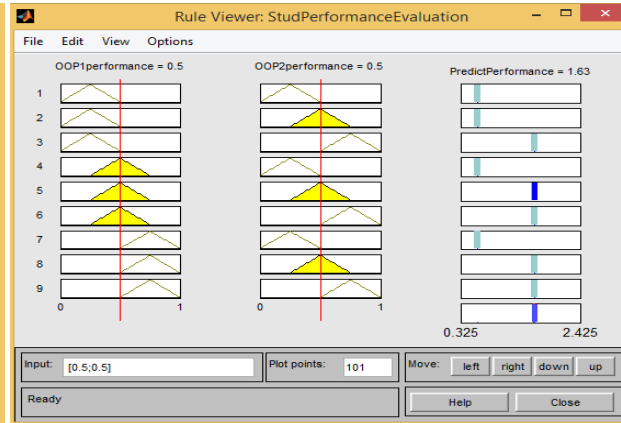 Rule Viewer: StudPerformanceEvaluation
File Edit View Options
OOP1performance = 0.5 OOP2performance = 0.5 PredictPerformance = 1.63
1
2
3
4
5
6
7
8
9
0 1 0 1
0.325 2.425
Input: [0.5;0.5] Plot points: 101 Move: left right down up
Ready Help Close